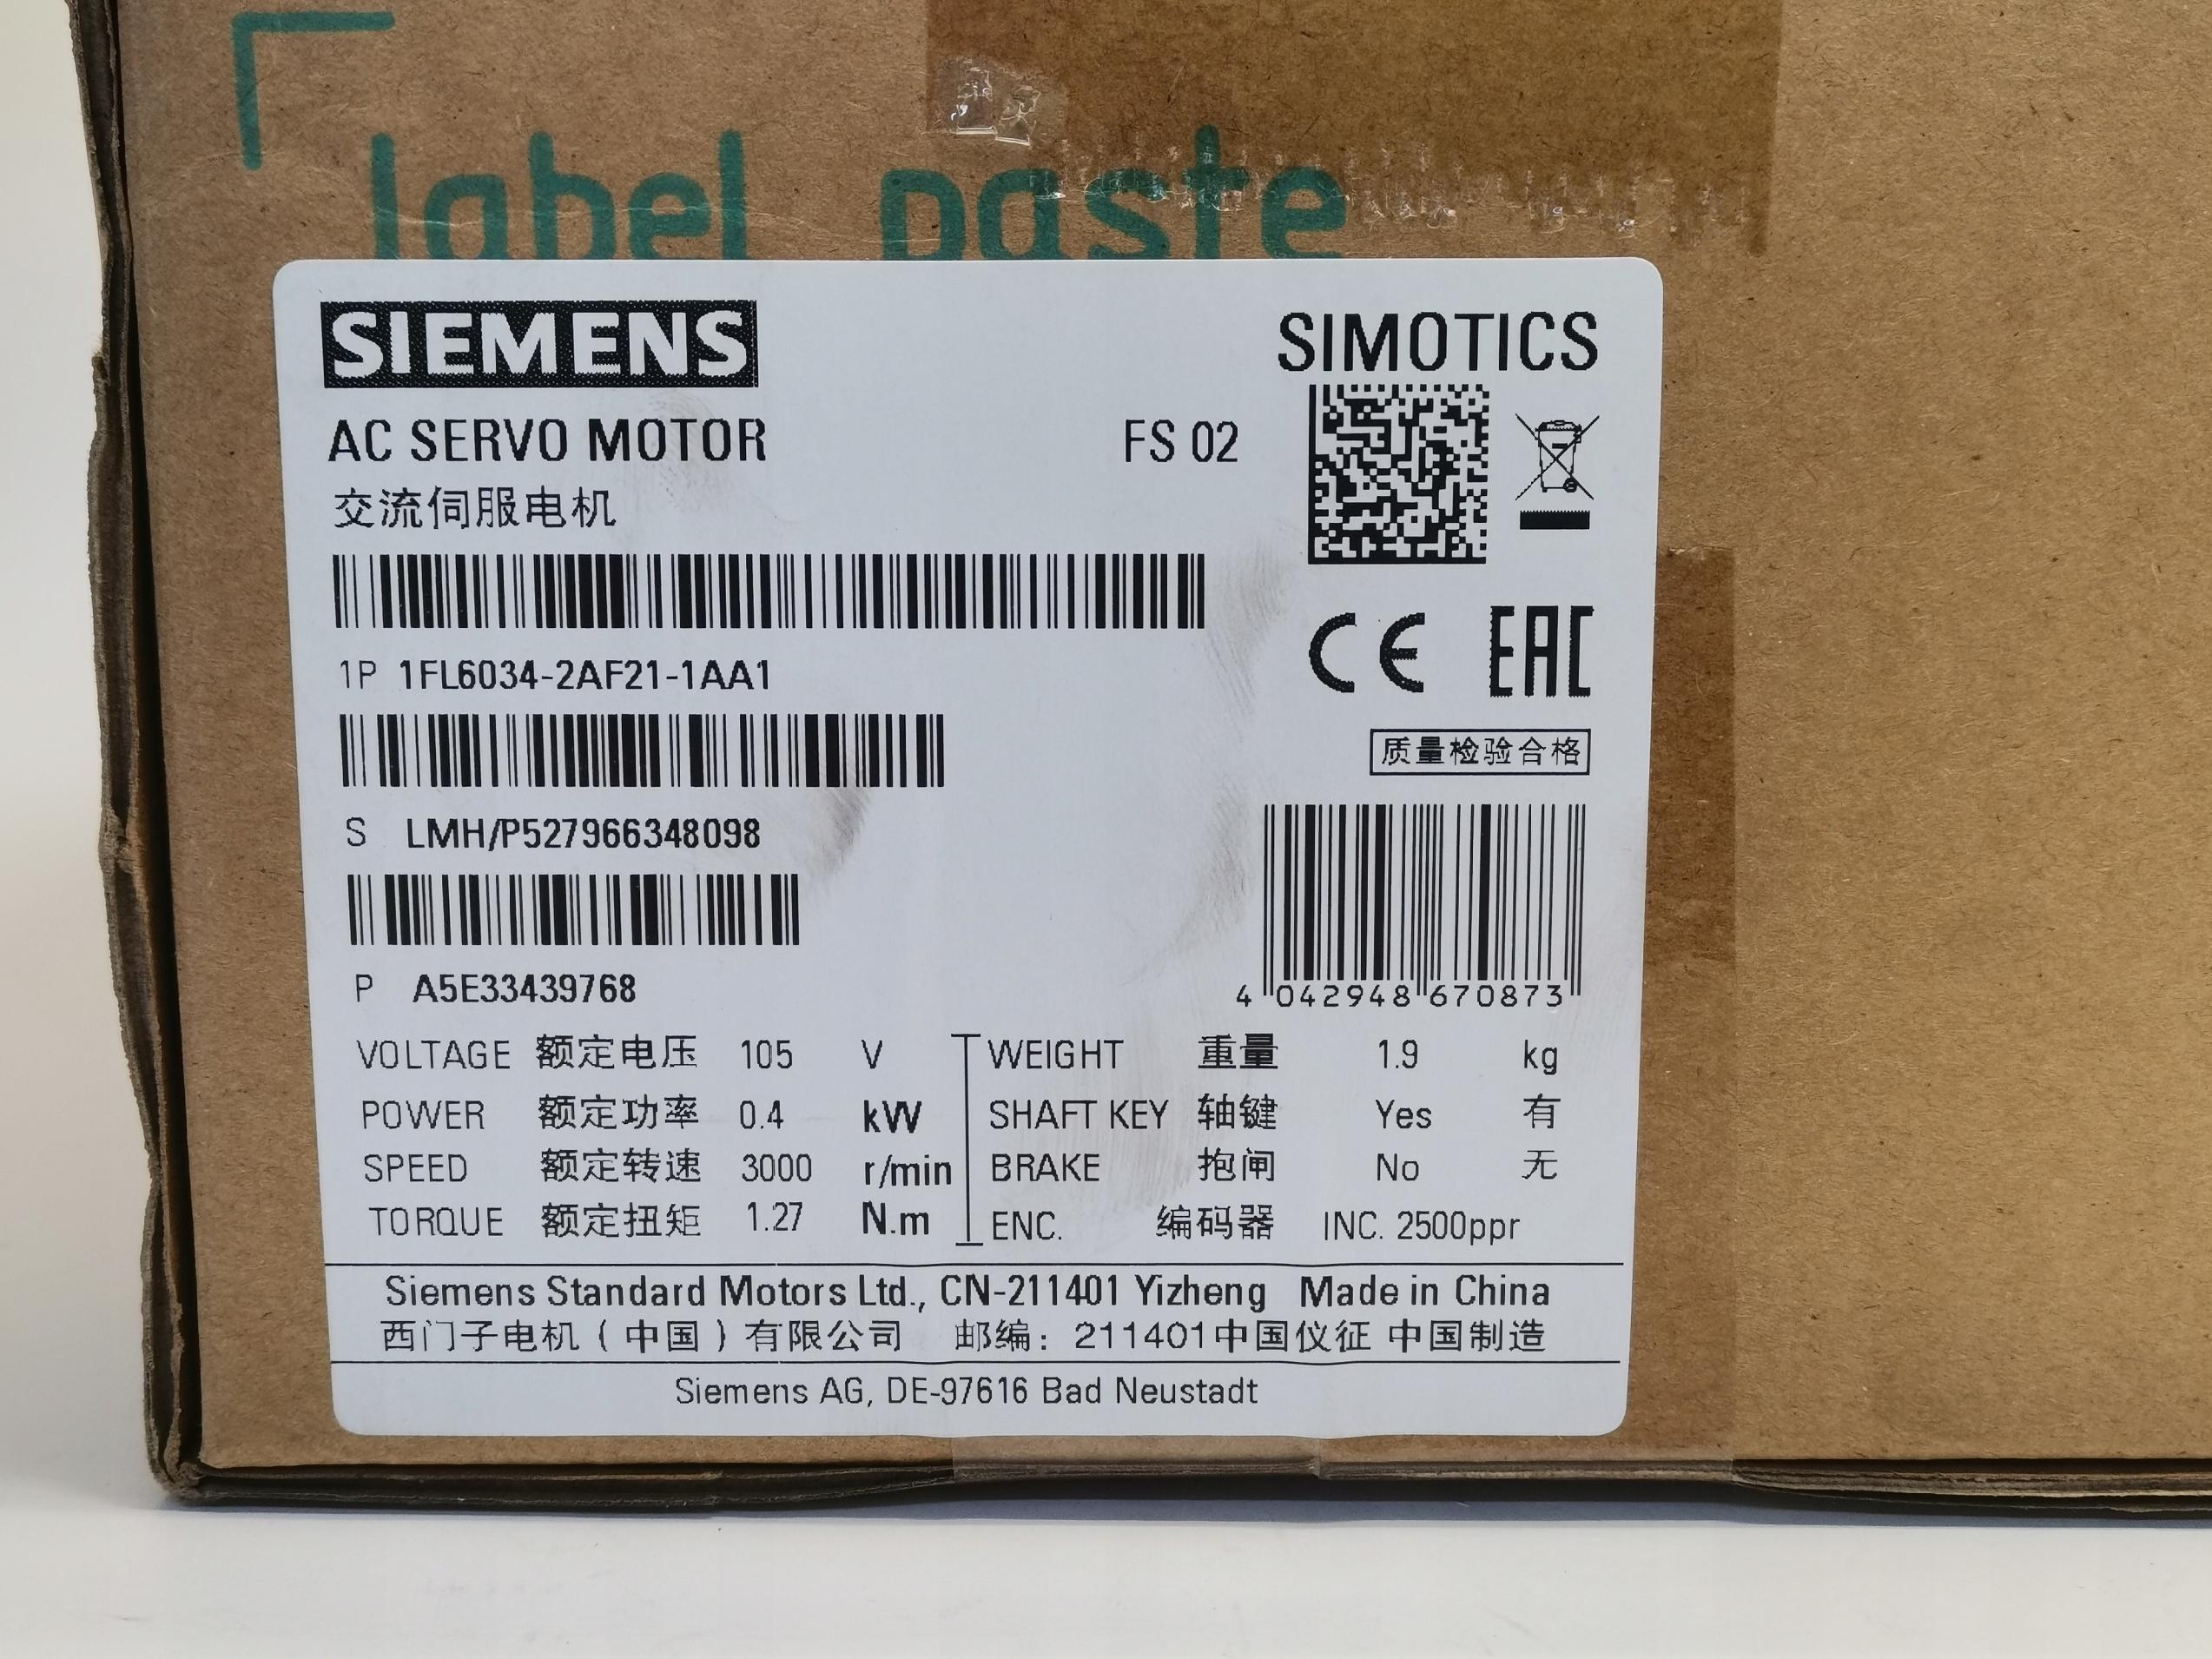 label paste
SIEMENS
SIMOTICS
AC SERVO MOTOR
FS 02
交流伺服电机
1P 1FL6034-2AF21-1AA1
CE EAC
质量检验合格
S LMH/P527966348098
P A5E33439768
4 042948 670873
VOLTAGE 额定电压 105 V
POWER 额定功率 0.4 kW
SPEED 额定转速 3000 r/min
TORQUE 额定扭矩 1.27 N.m
WEIGHT 重量 1.9 kg
SHAFT KEY 轴键 Yes 有
BRAKE 抱闸 No 无
ENC. 编码器 INC. 2500ppr
Siemens Standard Motors Ltd., CN-211401 Yizheng Made in China
西门子电机(中国)有限公司 邮编: 211401中国仪征 中国制造
Siemens AG, DE-97616 Bad Neustadt